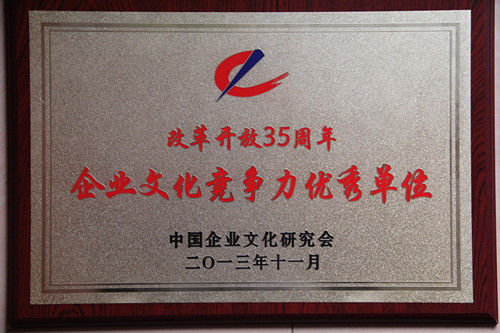 改革开放35周年
企业文化竞争力优秀单位
中国企业文化研究会
二〇一三年十一月